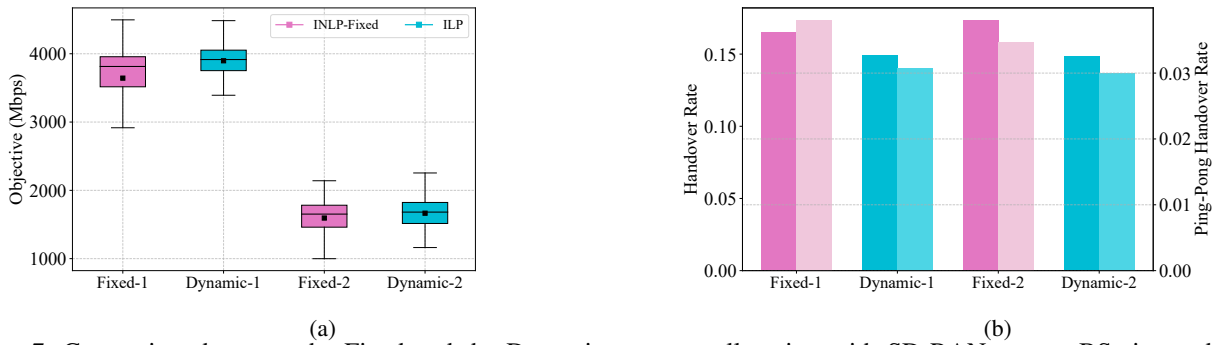 INLP-Fixed ILP
Objective (Mbps)
4000
3000
2000
1000
Fixed-1 Dynamic-1 Fixed-2 Dynamic-2
(a)
Handover Rate
0.15
0.10
0.05
0.00
Fixed-1 Dynamic-1 Fixed-2 Dynamic-2
0.03
0.02
0.01
0.00
Ping-Pong Handover Rate
(b)